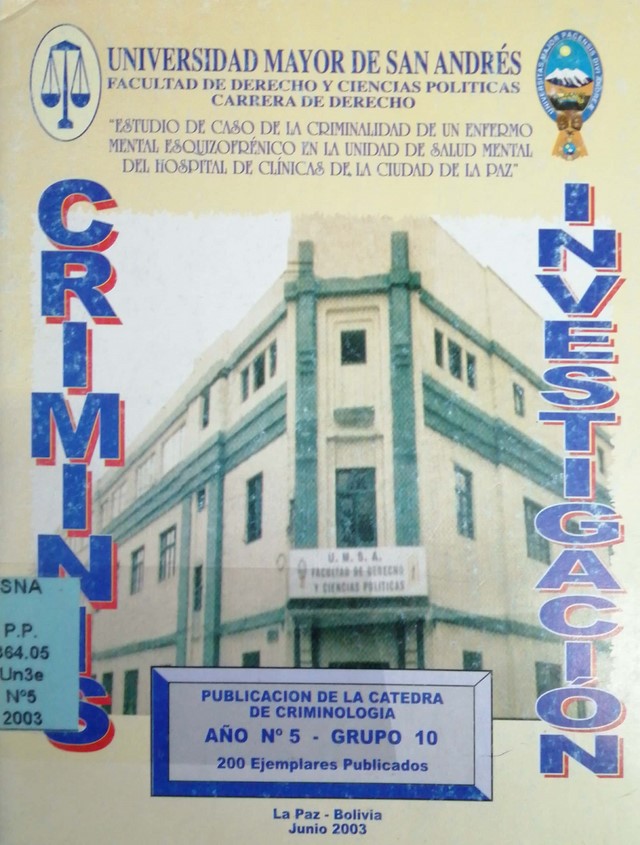 UNIVERSIDAD MAYOR DE SAN ANDRÉS
FACULTAD DE DERECHO Y CIENCIAS POLITICAS
CARRERA DE DERECHO
"ESTUDIO DE CASO DE LA CRIMINALIDAD DE UN ENFERMO
MENTAL ESQUIZOFRÉNICO EN LA UNIDAD DE SALUD MENTAL
DEL HOSPITAL DE CLÍNICAS DE LA CIUDAD DE LA PAZ"
CRIMINIS
INVESTIGACIÓN
U. M. S. A.
FACULTAD DE DERECHO
Y CIENCIAS POLITICAS
SNA
P.P.
364.05
Un3e
Nº5
2003
PUBLICACION DE LA CATEDRA
DE CRIMINOLOGIA
AÑO Nº 5 - GRUPO 10
200 Ejemplares Publicados
La Paz - Bolivia
Junio 2003